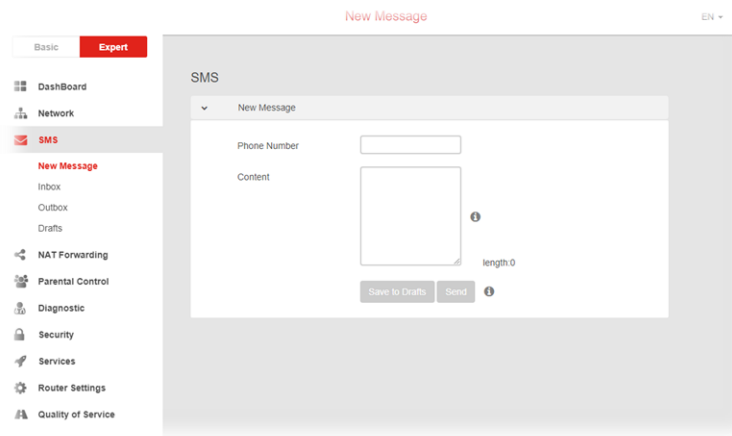 New Message
EN
Basic
Expert
DashBoard
Network
SMS
New Message
Inbox
Outbox
Drafts
NAT Forwarding
Parental Control
Diagnostic
Security
Services
Router Settings
Quality of Service
SMS
New Message
Phone Number
Content
length:0
Save to Drafts
Send